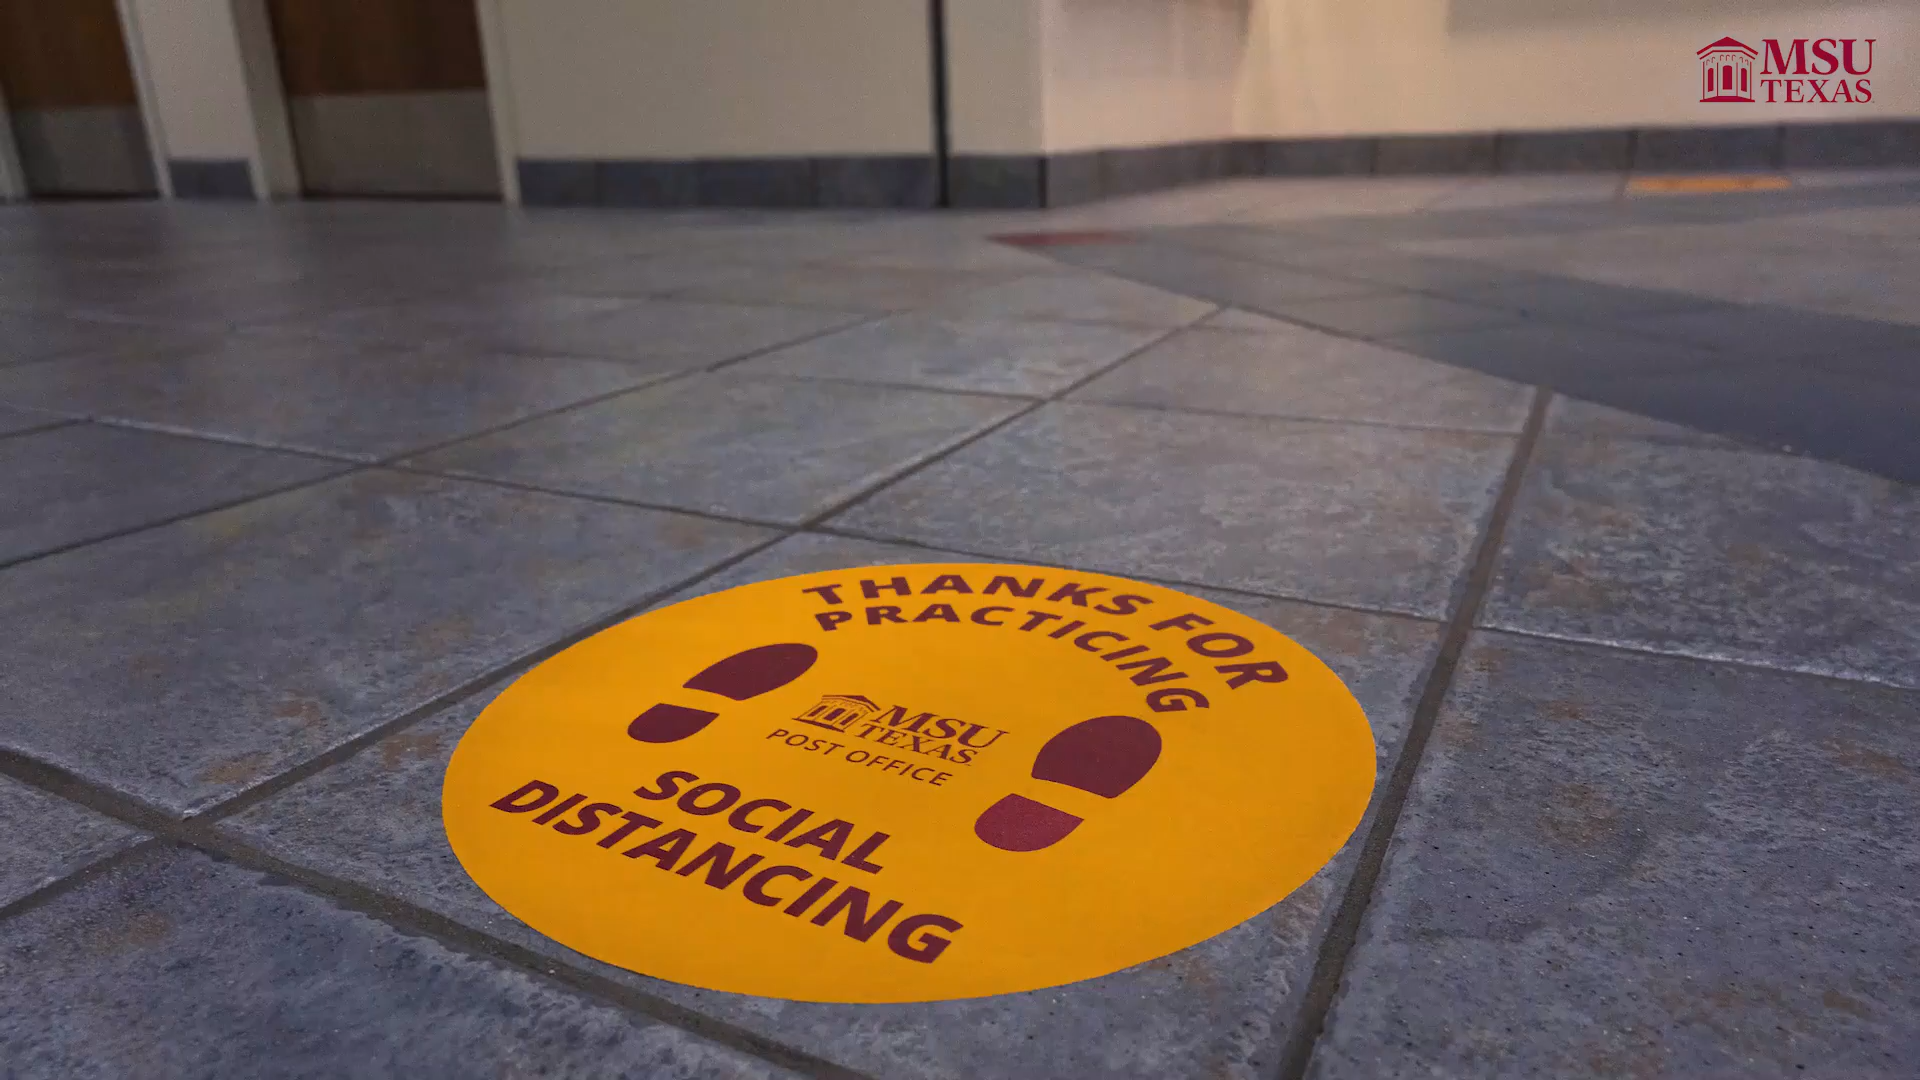 MSU
TEXAS
THANKS FOR
PRACTICING
MSU
TEXAS
POST OFFICE
SOCIAL
DISTANCING